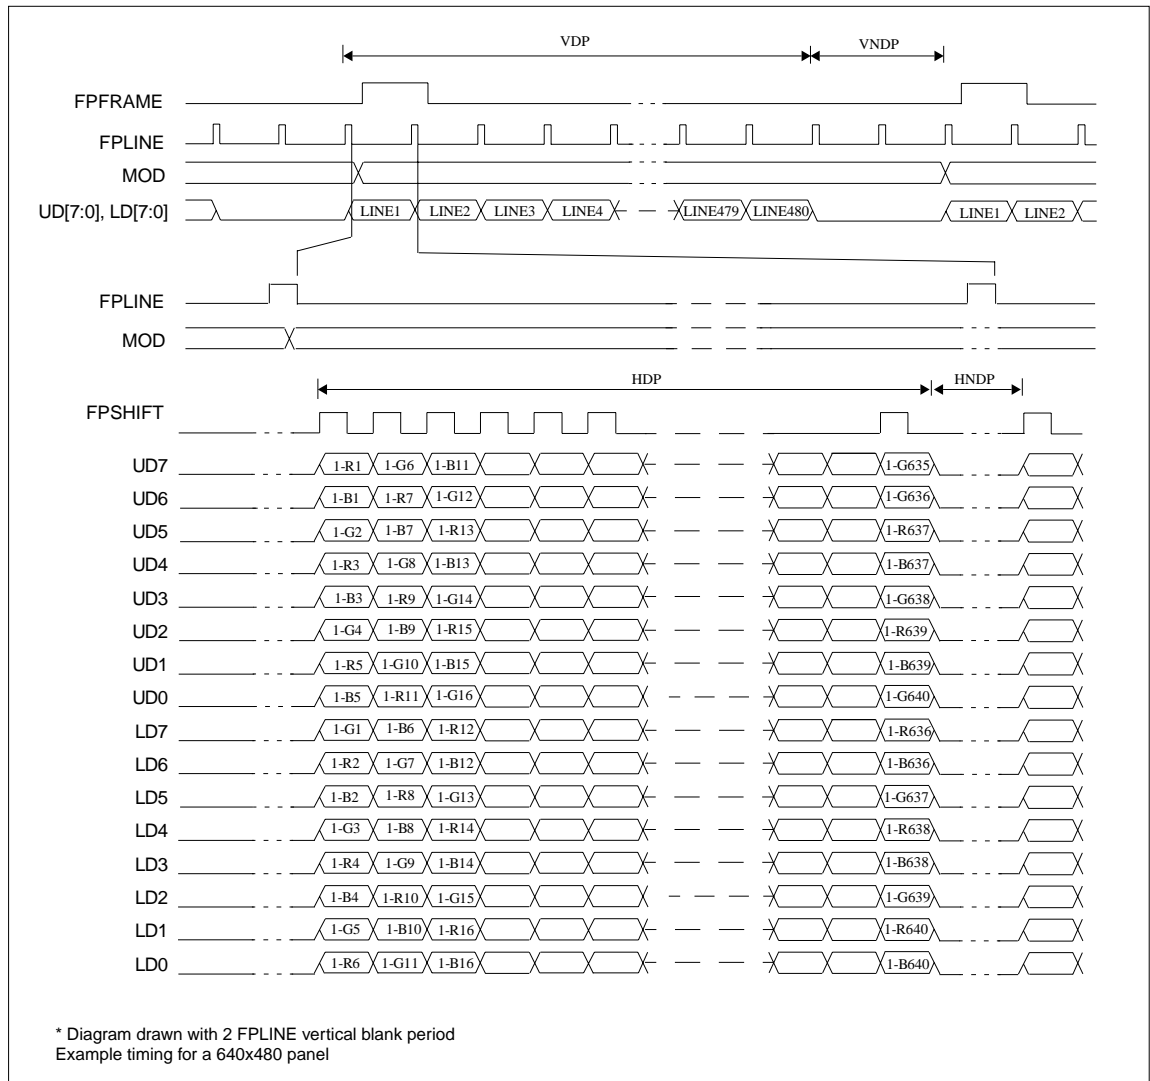 VDP VNDP
FPFRAME
FPLINE
MOD
UD[7:0], LD[7:0] LINE1 LINE2 LINE3 LINE4 LINE479 LINE480 LINE1 LINE2
FPLINE
MOD
HDP HNDP
FPSHIFT
UD7 1-R1 1-G6 1-B11 1-G635
UD6 1-B1 1-R7 1-G12 1-G636
UD5 1-G2 1-B7 1-R13 1-R637
UD4 1-R3 1-G8 1-B13 1-B637
UD3 1-B3 1-R9 1-G14 1-G638
UD2 1-G4 1-B9 1-R15 1-R639
UD1 1-R5 1-G10 1-B15 1-B639
UD0 1-B5 1-R11 1-G16 1-G640
LD7 1-G1 1-B6 1-R12 1-R636
LD6 1-R2 1-G7 1-B12 1-B636
LD5 1-B2 1-R8 1-G13 1-G637
LD4 1-G3 1-B8 1-R14 1-R638
LD3 1-R4 1-G9 1-B14 1-B638
LD2 1-B4 1-R10 1-G15 1-G639
LD1 1-G5 1-B10 1-R16 1-R640
LD0 1-R6 1-G11 1-B16 1-B640
* Diagram drawn with 2 FPLINE vertical blank period
Example timing for a 640x480 panel